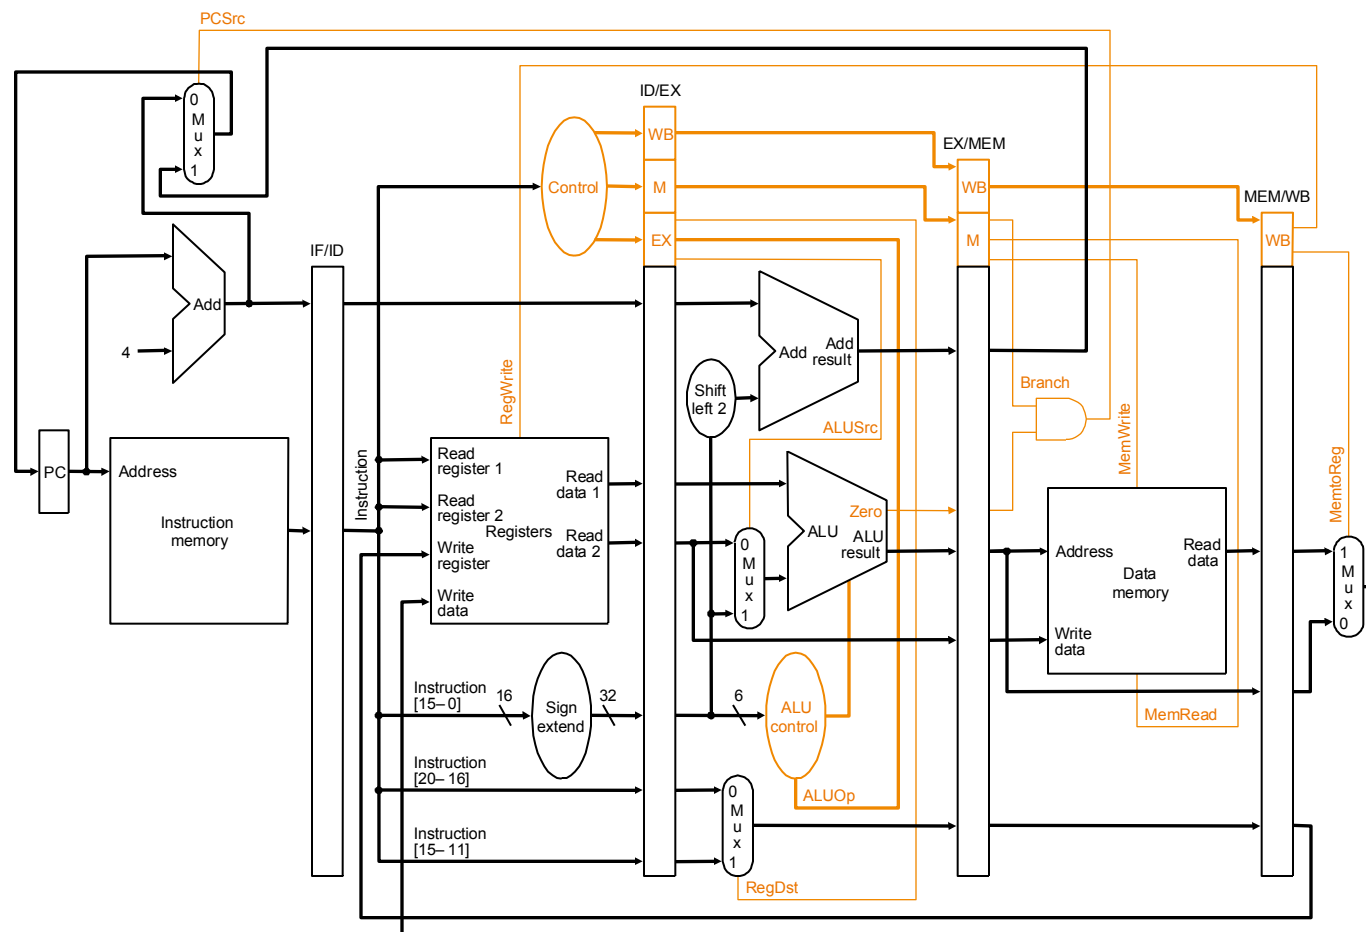 PCSrc
ID/EX
0
M
u
x
1
WB
EX/MEM
Control
M
WB
MEM/WB
EX
M
WB
IF/ID
Add
4
Add
Add
result
Shift
left 2
Branch
RegWrite
ALUSrc
MemWrite
MemtoReg
PC
Address
Instruction
memory
Instruction
Read
register 1
Read
register 2
Write
register
Write
data
Registers
Read
data 1
Read
data 2
0
M
u
x
1
Zero
ALU
ALU
result
Address
Read
data
Data
memory
Write
data
1
M
u
x
0
Instruction
[15–0]
16
Sign
extend
32
6
ALU
control
MemRead
Instruction
[20–16]
0
M
u
x
1
ALUOp
Instruction
[15–11]
RegDst